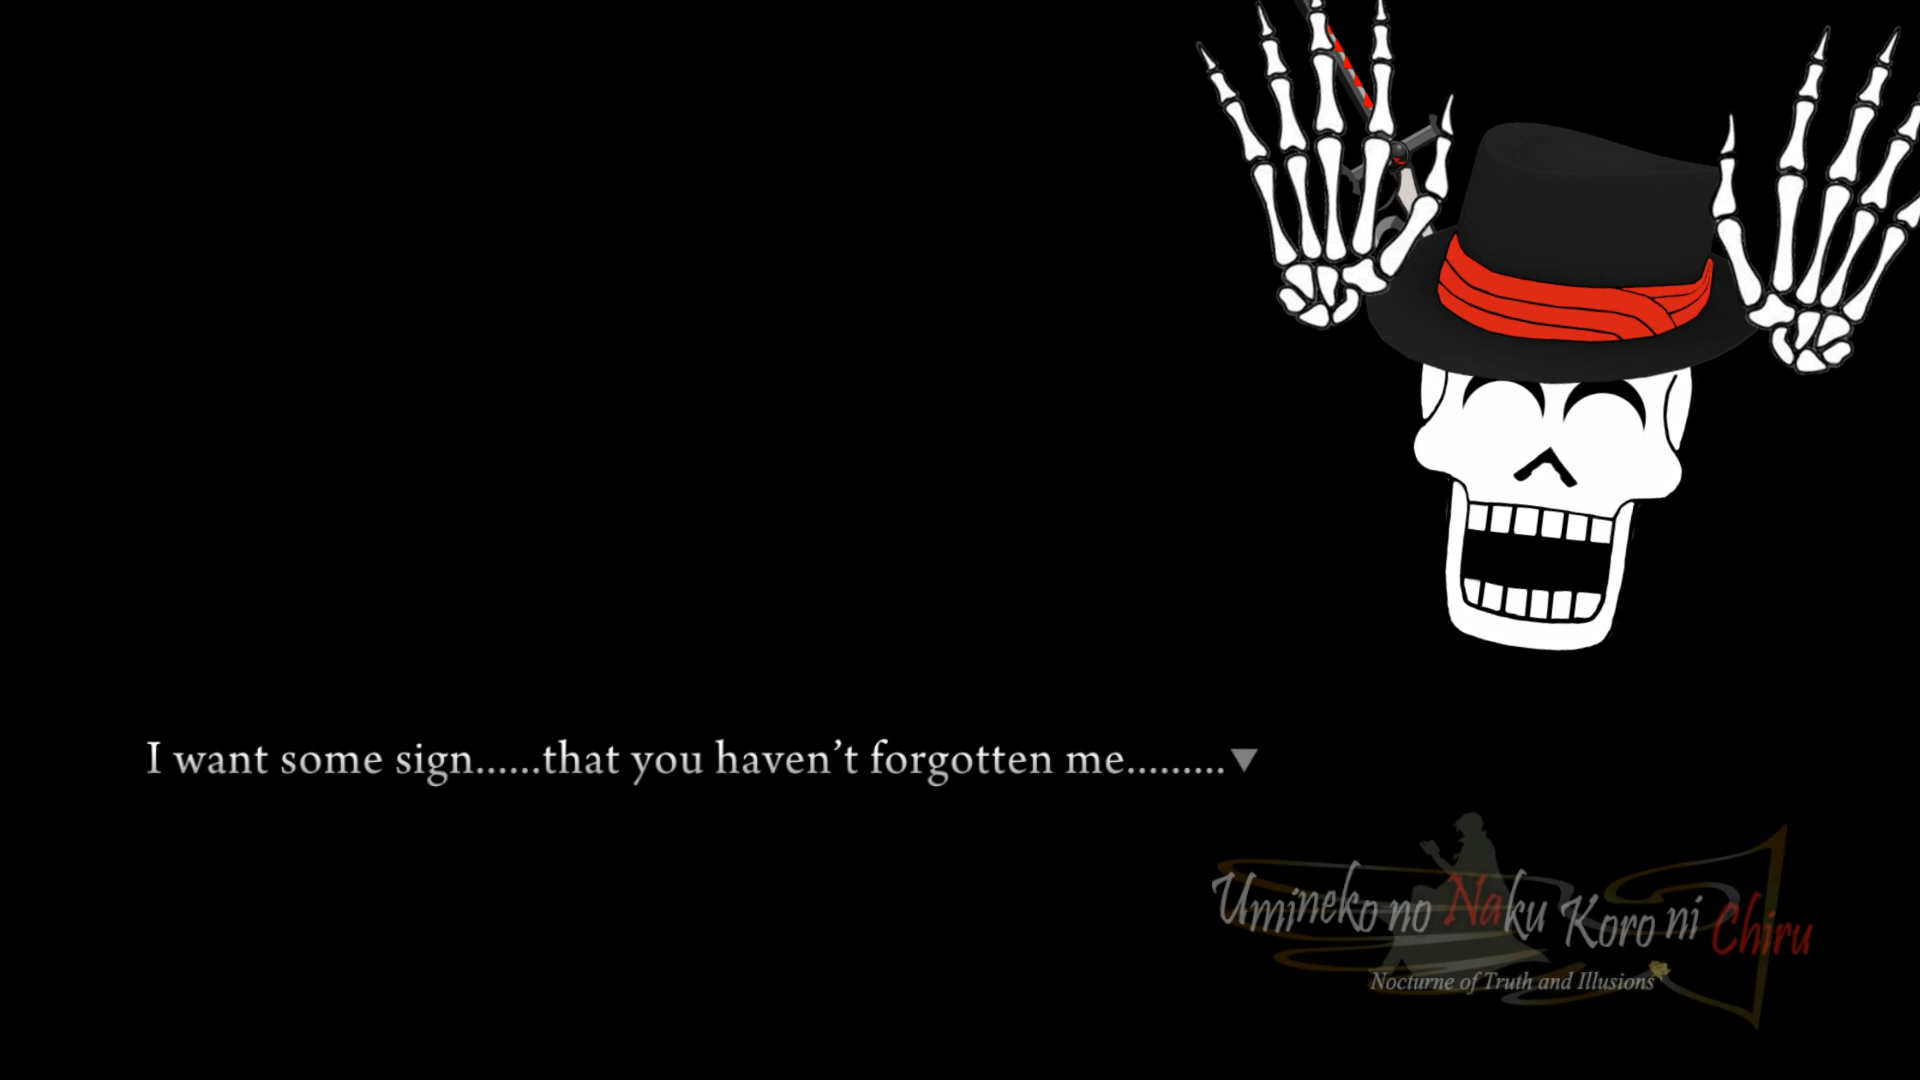 I want some sign......that you haven't forgotten me.........
Umineko no Naku Koro ni Chiru
Nocturne of Truth and Illusions